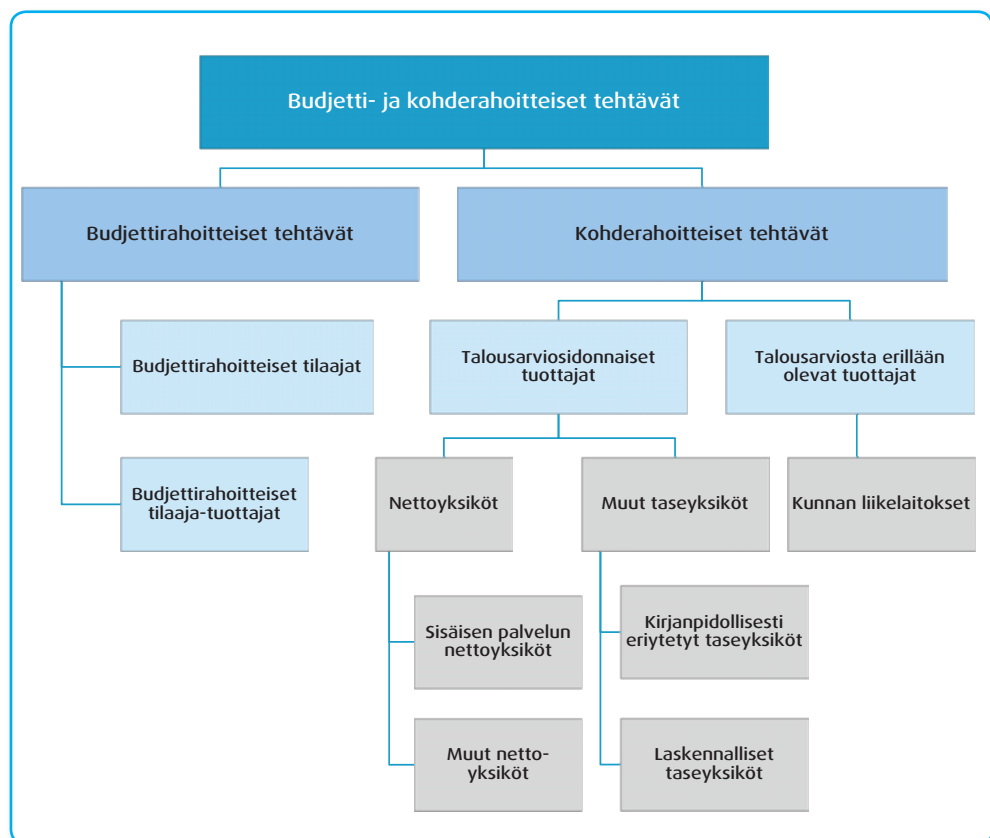 Budjetti- ja kohderahoitteiset tehtävät
Budjettirahoitteiset tehtävät
Kohderahoitteiset tehtävät
Budjettirahoitteiset tilaajat
Talousarviosidonnaiset
tuottajat
Talousarviosta erillään
olevat tuottajat
Budjettirahoitteiset
tilaaja-tuottajat
Nettoyksiköt
Muut taseyksiköt
Kunnan liikelaitokset
Sisäisen palvelun
nettoyksiköt
Kirjanpidollisesti
eriytetyt taseyksiköt
Muut netto-
yksiköt
Laskennalliset
taseyksiköt